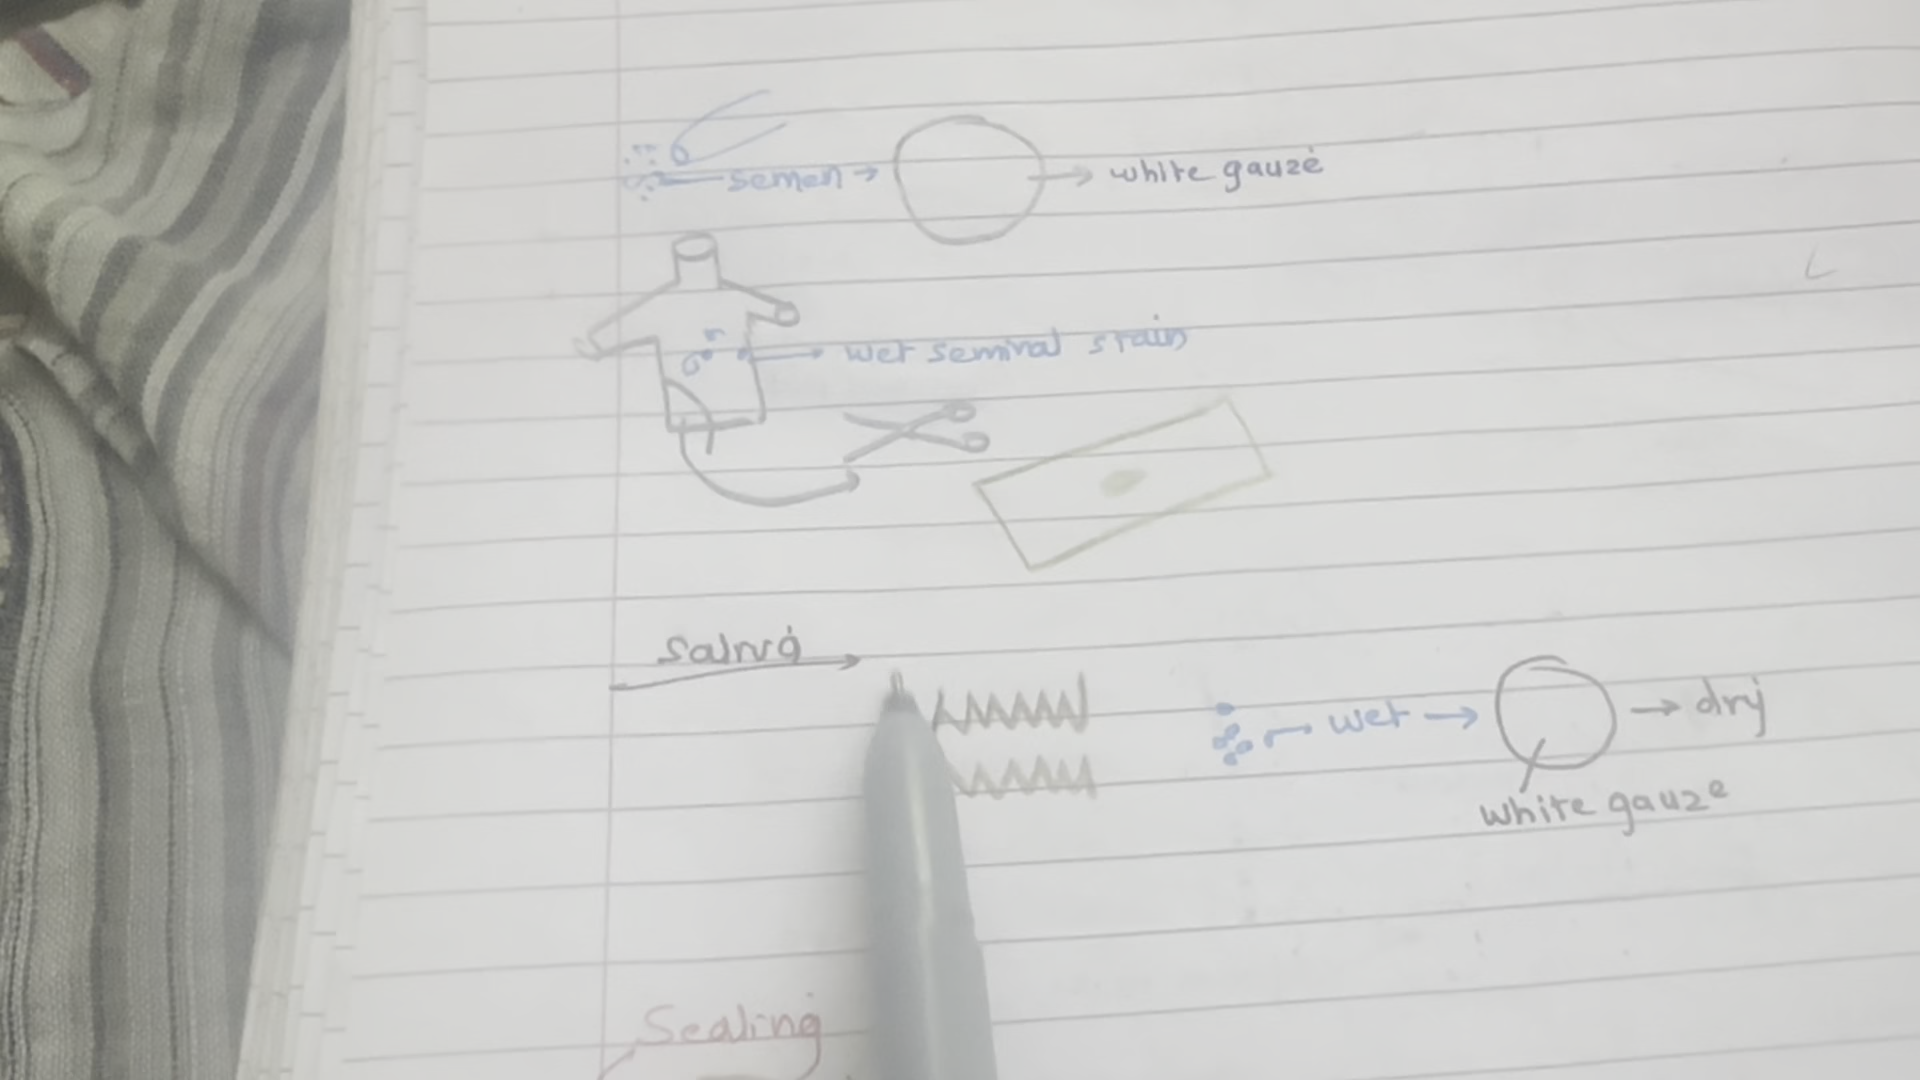 semen → → white gauze
→ wet seminal stain
saliva →
wet → → dry
white gauze
Sealing